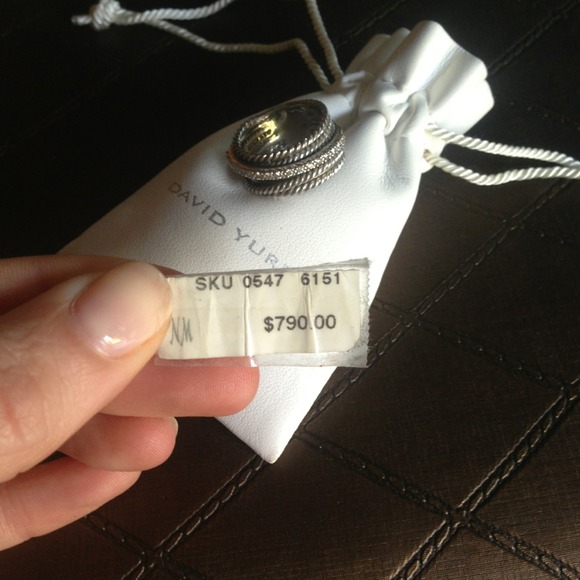 DAVID YUR
SKU 0547 6151
NM $790.00